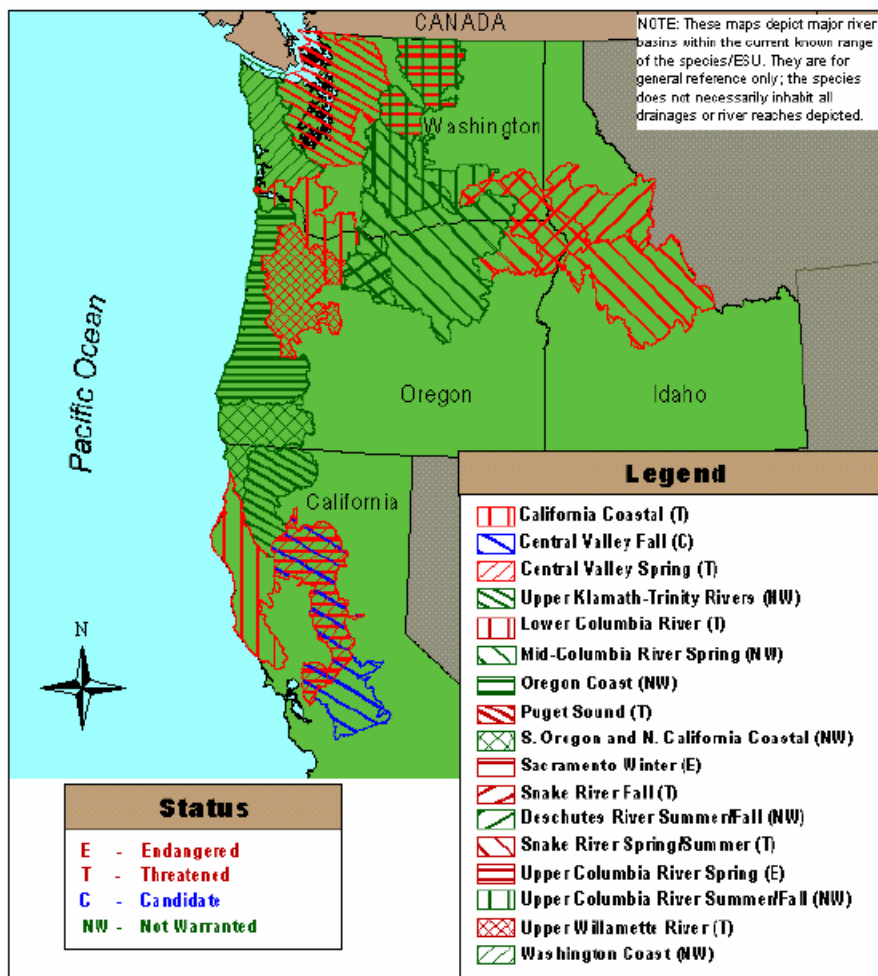 CANADA
NOTE: These maps depict major river
basins within the current known range
of the species/ESU. They are for
general reference only; the species
does not necessarily inhabit all
drainages or river reaches depicted.
Washington
Pacific Ocean
Oregon
Idaho
California
N
Legend
California Coastal (T)
Central Valley Fall (C)
Central Valley Spring (T)
Upper Klamath-Trinity Rivers (NW)
Lower Columbia River (T)
Mid-Columbia River Spring (NW)
Oregon Coast (NW)
Puget Sound (T)
S. Oregon and N. California Coastal (NW)
Sacramento Winter (E)
Snake River Fall (T)
Deschutes River Summer/Fall (NW)
Snake River Spring/Summer (T)
Upper Columbia River Spring (E)
Upper Columbia River Summer/Fall (NW)
Upper Willamette River (T)
Washington Coast (NW)
Status
E - Endangered
T - Threatened
C - Candidate
NW - Not Warranted